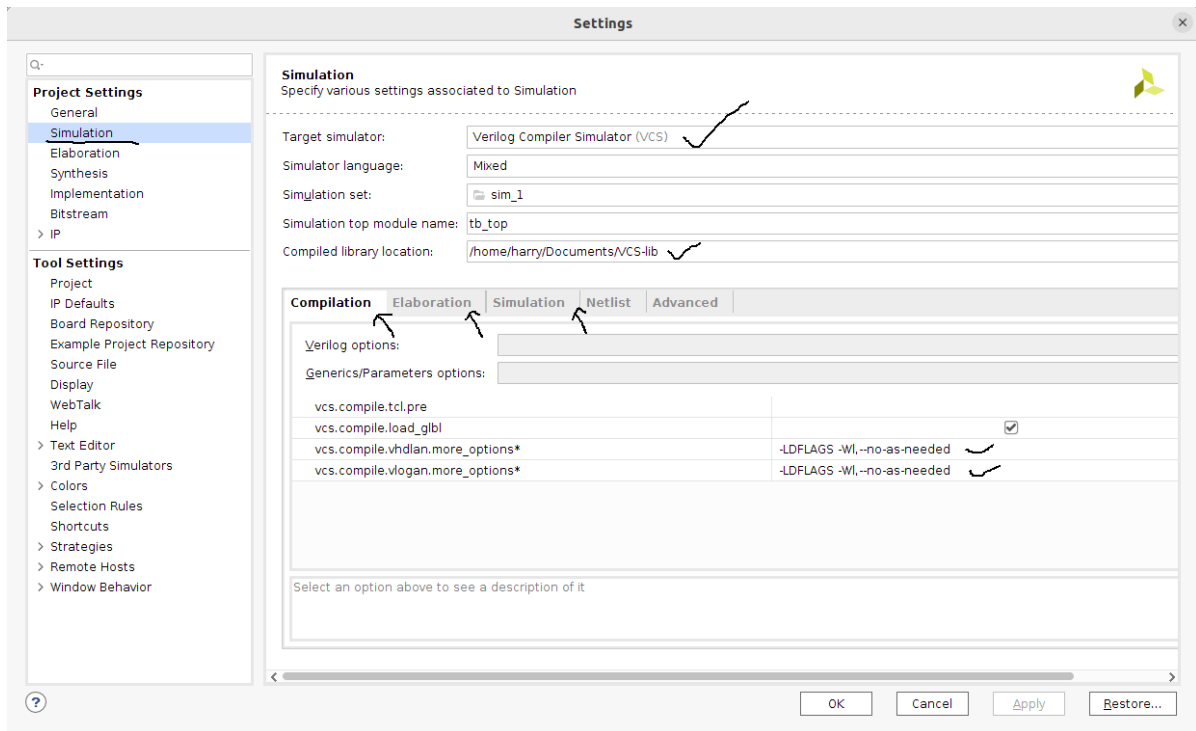 Settings
Q-
Project Settings
General
Simulation
Elaboration
Synthesis
Implementation
Bitstream
> IP
Tool Settings
Project
IP Defaults
Board Repository
Example Project Repository
Source File
Display
WebTalk
Help
> Text Editor
3rd Party Simulators
> Colors
Selection Rules
Shortcuts
> Strategies
> Remote Hosts
> Window Behavior
Simulation
Specify various settings associated to Simulation
Target simulator: Verilog Compiler Simulator (VCS)
Simulator language: Mixed
Simulation set: sim_1
Simulation top module name: tb_top
Compiled library location: /home/harry/Documents/VCS-lib
Compilation Elaboration Simulation Netlist Advanced
Verilog options:
Generics/Parameters options:
vcs.compile.tcl.pre
vcs.compile.load_glbl
vcs.compile.vhdlan.more_options* -LDFLAGS -Wl,--no-as-needed
vcs.compile.vlogan.more_options* -LDFLAGS -Wl,--no-as-needed
Select an option above to see a description of it
?
OK Cancel Apply Restore...